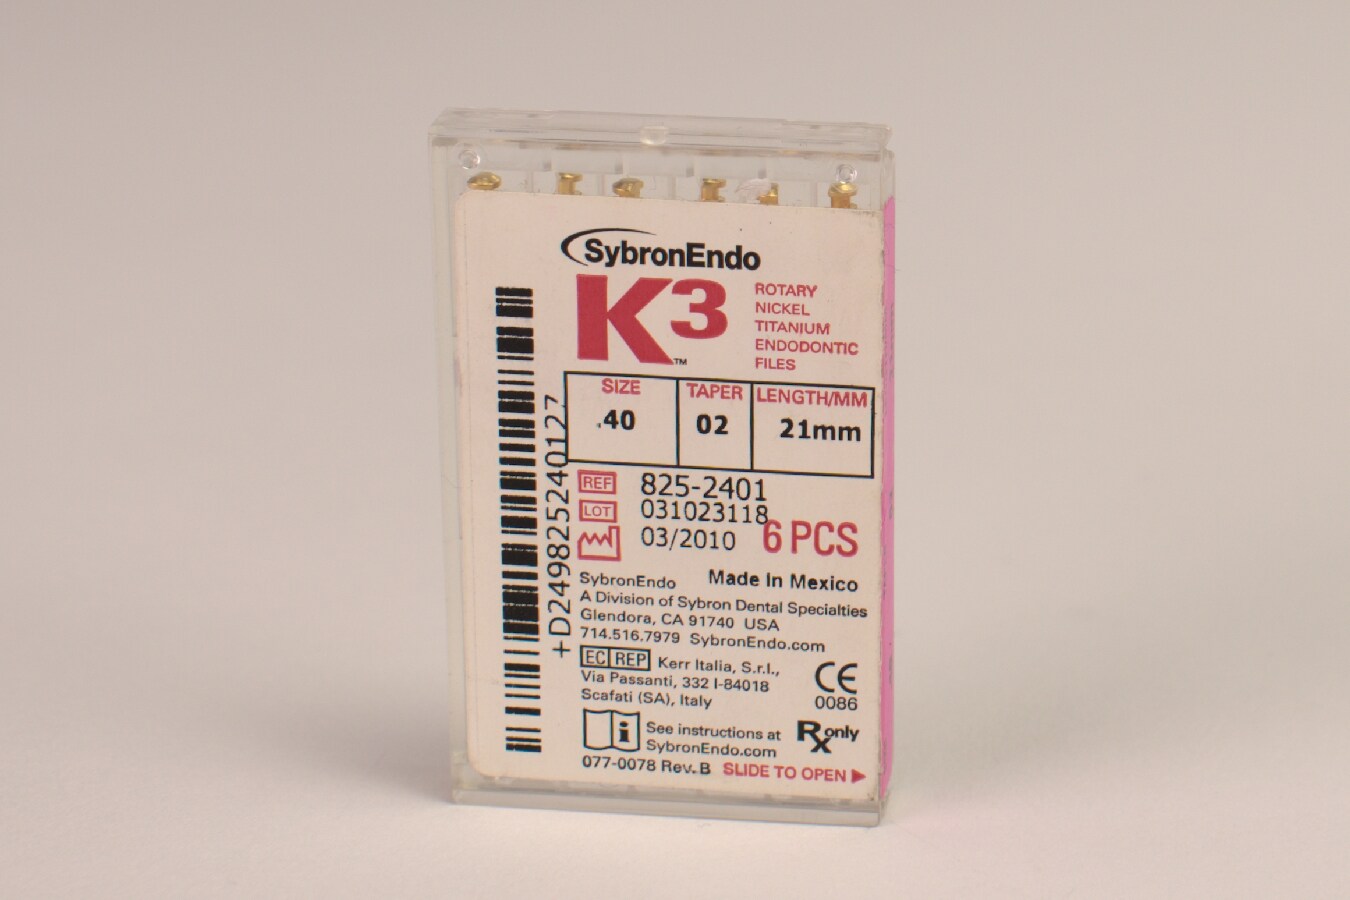 SybronEndo
K3™
ROTARY
NICKEL
TITANIUM
ENDODONTIC
FILES
SIZE TAPER LENGTH/MM
.40 02 21mm
REF 825-2401
LOT 031023118
03/2010 6 PCS
SybronEndo Made In Mexico
A Division of Sybron Dental Specialties
Glendora, CA 91740 USA
714.516.7979 SybronEndo.com
EC REP Kerr Italia, S.r.l.,
Via Passanti, 332 I-84018
Scafati (SA), Italy
CE
0086
i See instructions at
SybronEndo.com
Rx only
077-0078 Rev.B SLIDE TO OPEN
+D249825240127